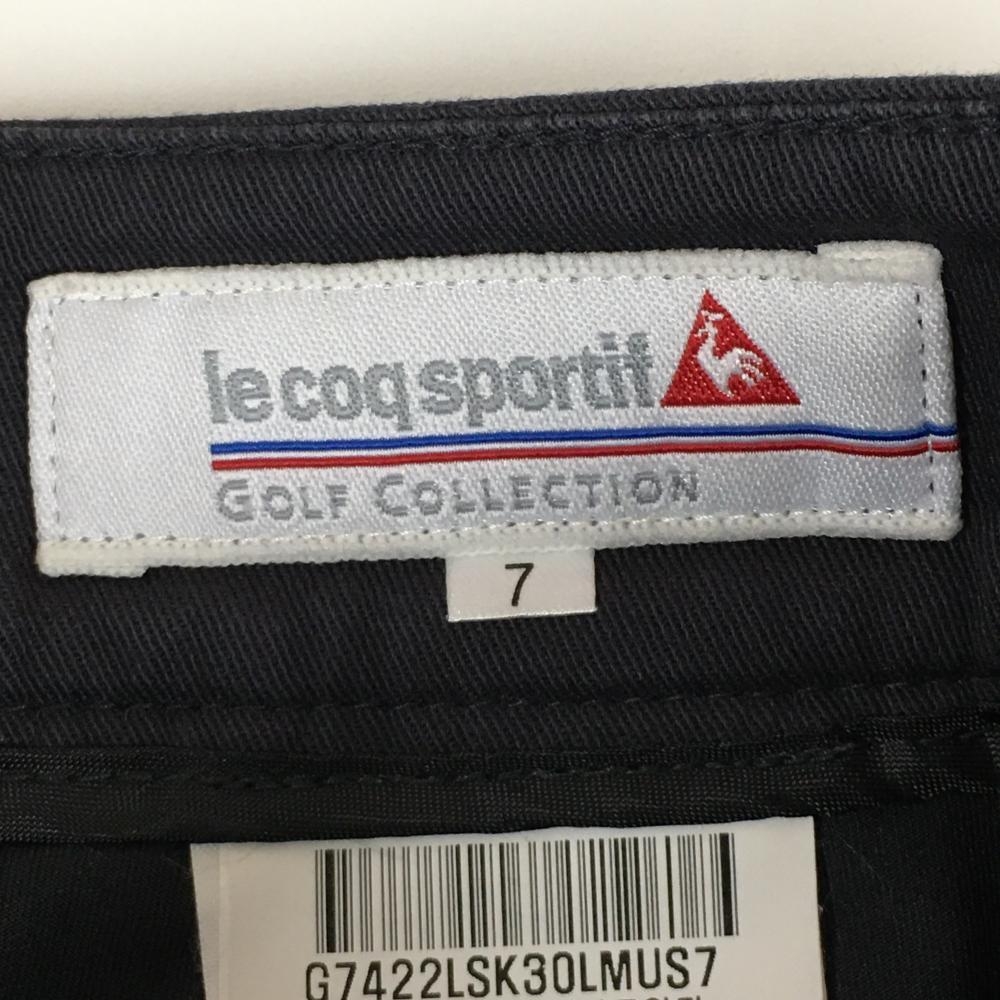 le coq sportif
GOLF COLLECTION
7
G7422LSK30LMUS7